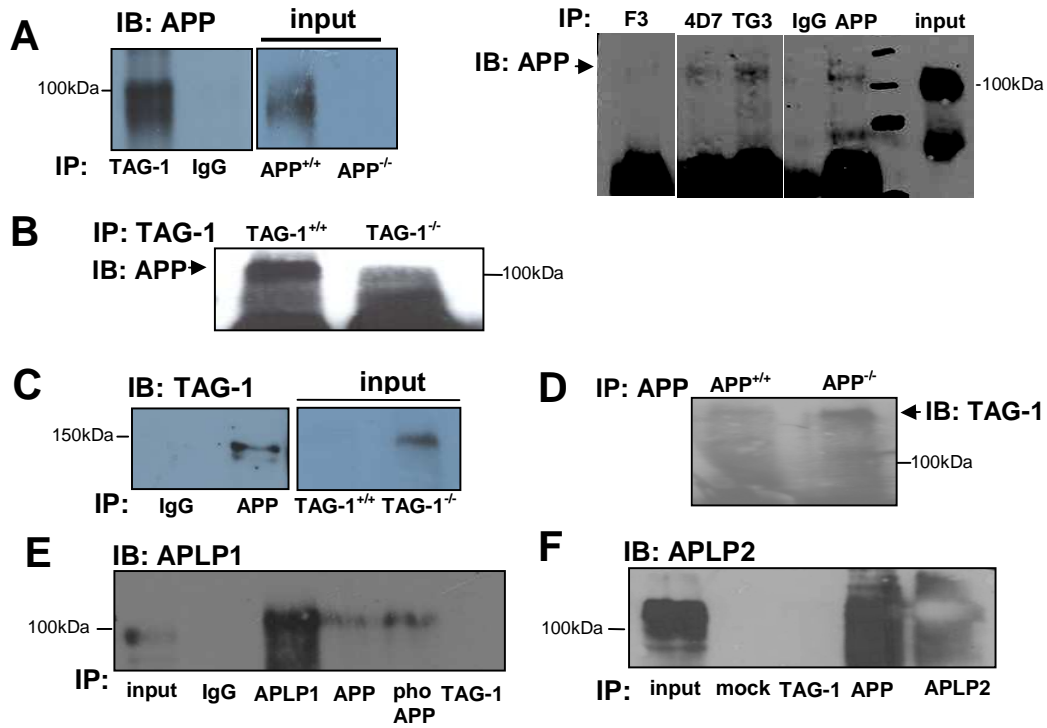 A
IB: APP
input
100kDa
IP:
TAG-1 IgG
APP+/+ APP-/-
IP: F3 4D7 TG3 IgG APP input
IB: APP
-100kDa
B
IP: TAG-1 TAG-1+/+ TAG-1-/-
IB: APP
100kDa
C
IB: TAG-1
input
150kDa
IP: IgG APP TAG-1+/+ TAG-1-/-
D
IP: APP APP+/+ APP-/-
IB: TAG-1
100kDa
E
IB: APLP1
100kDa
IP: input IgG APLP1 APP pho APP TAG-1
F
IB: APLP2
100kDa
IP: input mock TAG-1 APP APLP2